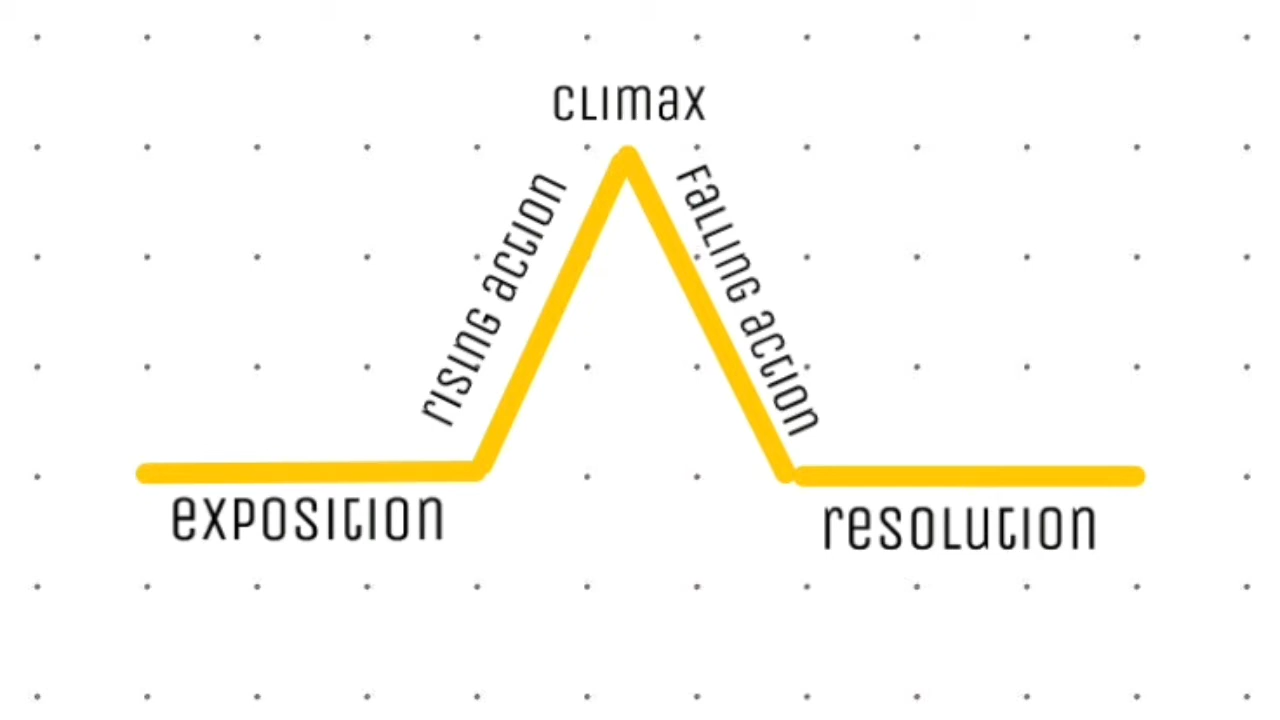 climax
rising action
Falling action
exposition
resolution